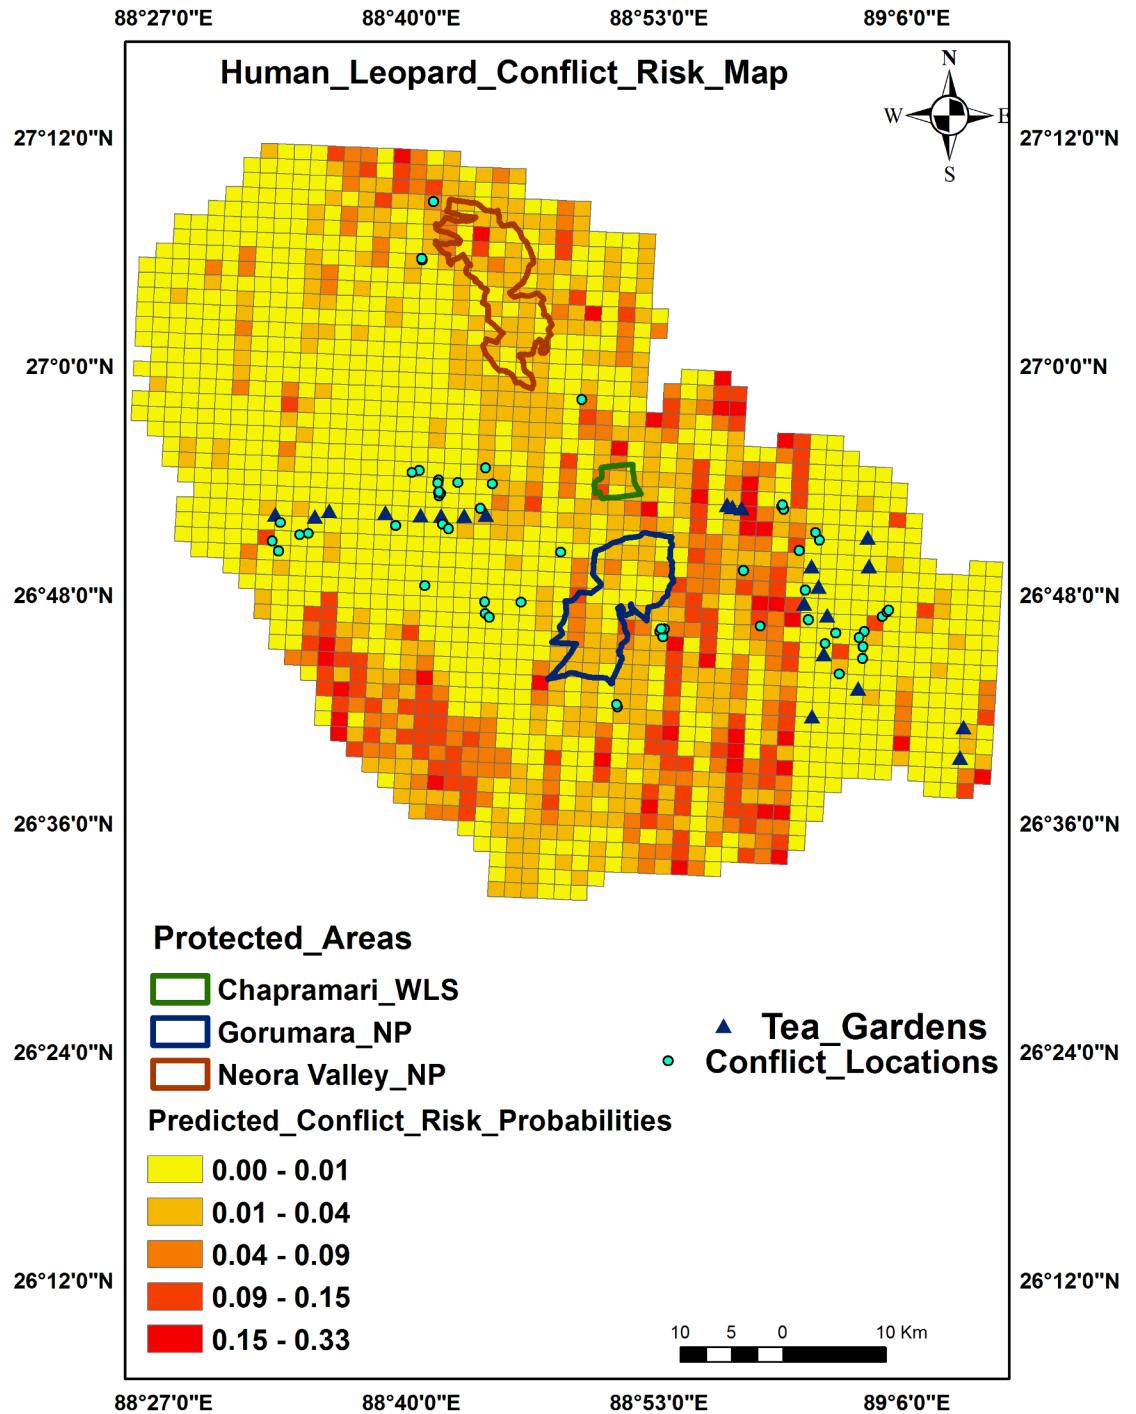 88°27'0"E 88°40'0"E 88°53'0"E 89°6'0"E
Human_Leopard_Conflict_Risk_Map
N
W E
S
27°12'0"N 27°12'0"N
27°0'0"N 27°0'0"N
26°48'0"N 26°48'0"N
26°36'0"N 26°36'0"N
Protected_Areas
Chapramari_WLS
Gorumara_NP
Neora Valley_NP
Tea_Gardens
Conflict_Locations
26°24'0"N 26°24'0"N
Predicted_Conflict_Risk_Probabilities
0.00 - 0.01
0.01 - 0.04
0.04 - 0.09
0.09 - 0.15
0.15 - 0.33
26°12'0"N 26°12'0"N
10 5 0 10 Km
88°27'0"E 88°40'0"E 88°53'0"E 89°6'0"E